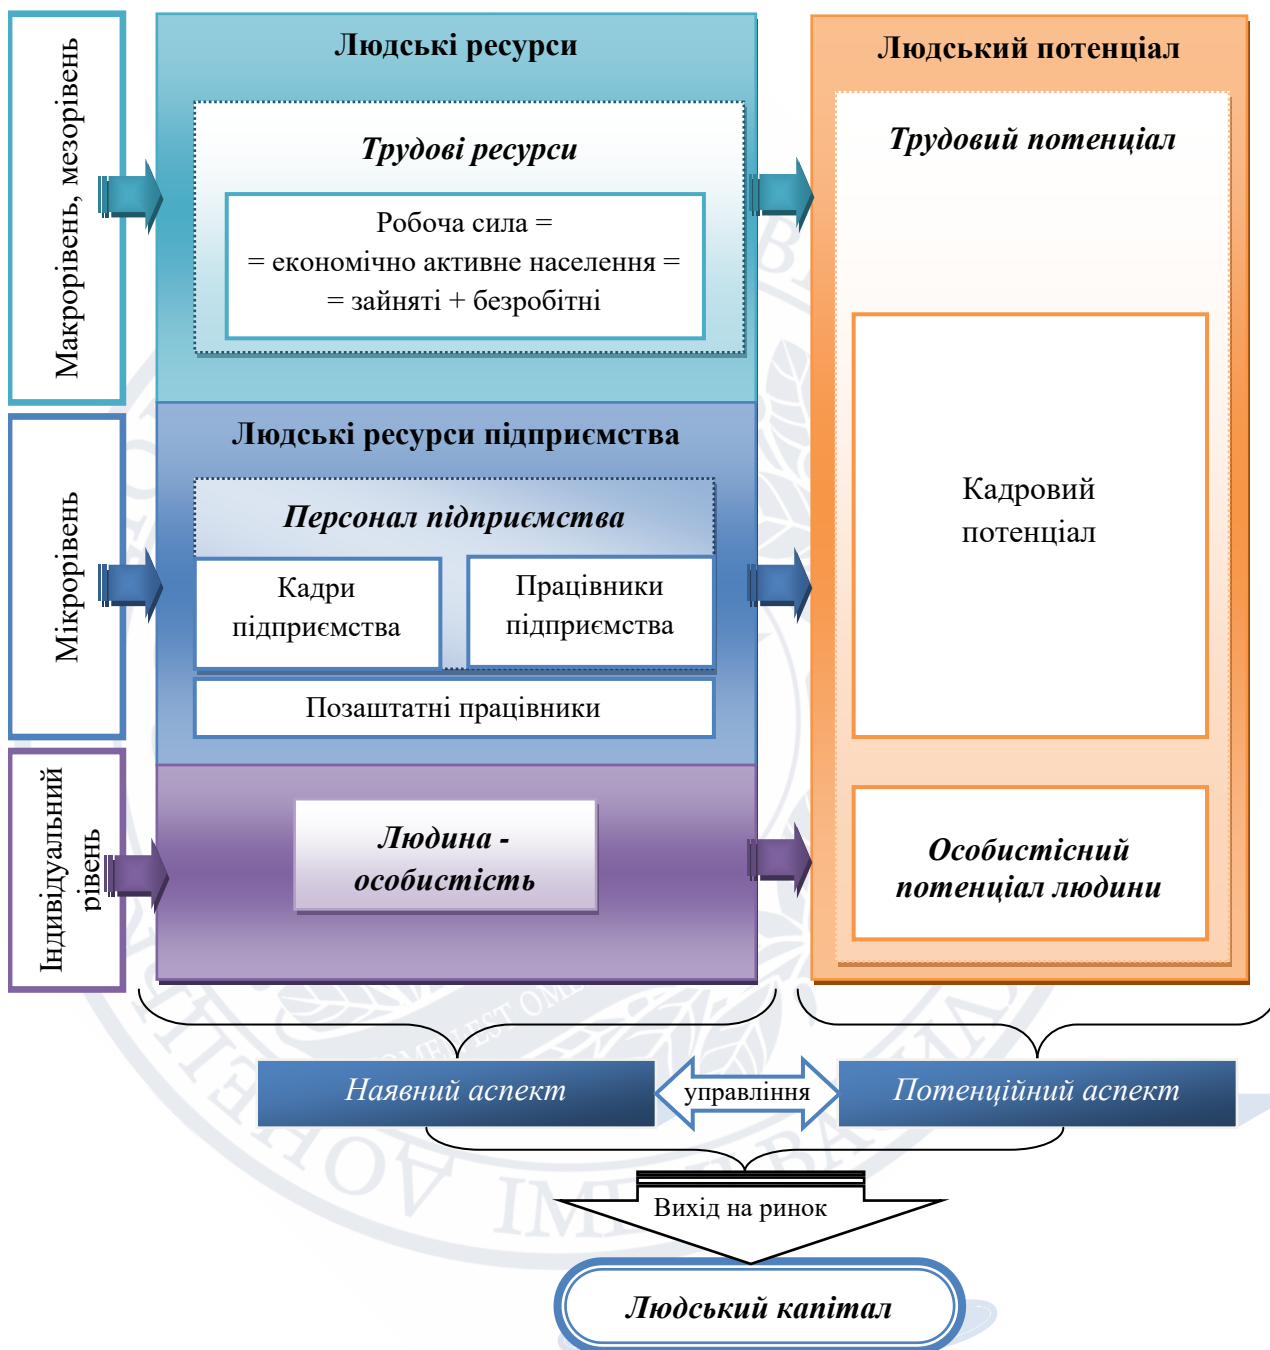 Макрорівень, мезорівень
Людські ресурси
Трудові ресурси
Робоча сила =
= економічно активне населення =
= зайняті + безробітні
Людський потенціал
Трудовий потенціал
Кадровий
потенціал
Мікрорівень
Людські ресурси підприємства
Персонал підприємства
Кадри
підприємства
Працівники
підприємства
Позаштатні працівники
Індивідуальний
рівень
Людина -
особистість
Особистісний
потенціал людини
Наявний аспект
управління
Потенційний аспект
Вихід на ринок
Людський капітал